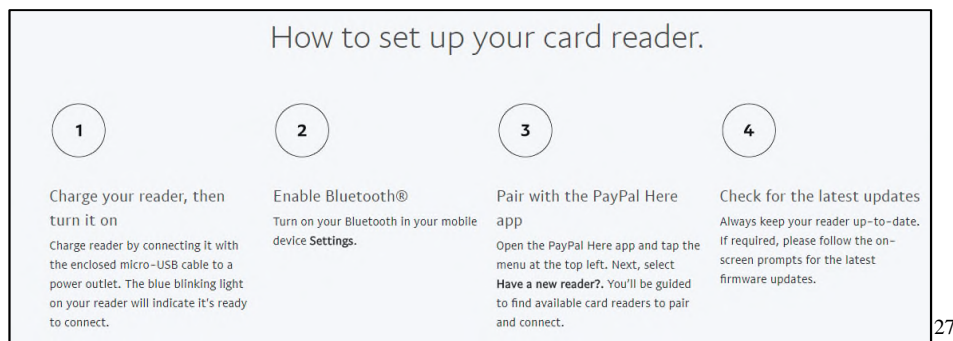 How to set up your card reader.
1
Charge your reader, then
turn it on
Charge reader by connecting it with
the enclosed micro-USB cable to a
power outlet. The blue blinking light
on your reader will indicate it's ready
to connect.
2
Enable Bluetooth®
Turn on your Bluetooth in your mobile
device Settings.
3
Pair with the PayPal Here
app
Open the PayPal Here app and tap the
menu at the top left. Next, select
Have a new reader?. You'll be guided
to find available card readers to pair
and connect.
4
Check for the latest updates
Always keep your reader up-to-date.
If required, please follow the on-
screen prompts for the latest
firmware updates.
27